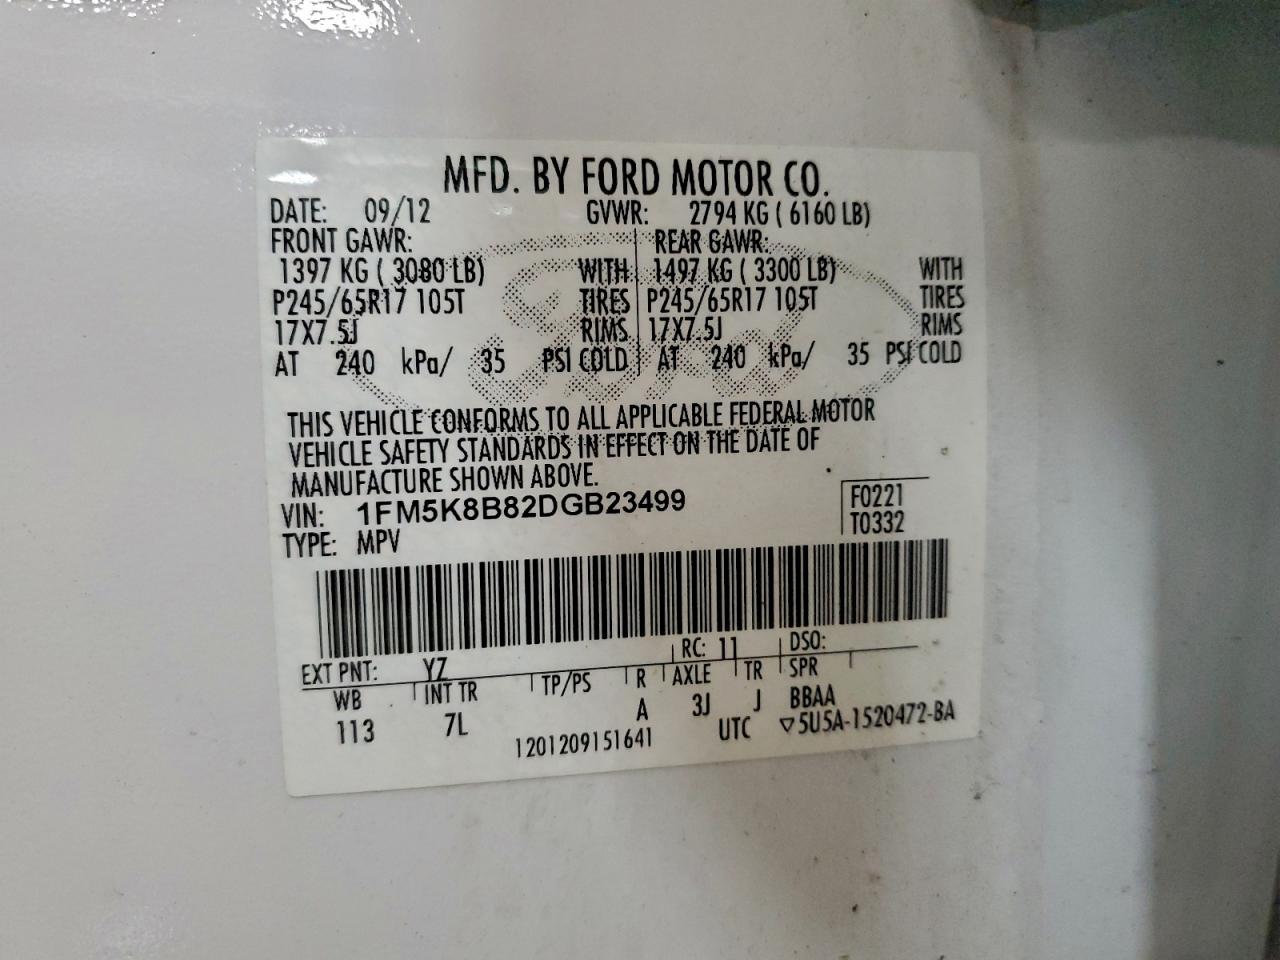 MFD. BY FORD MOTOR CO.
DATE: 09/12 GVWR: 2794 KG ( 6160 LB)
FRONT GAWR: REAR GAWR:
1397 KG ( 3080 LB) WITH 1497 KG ( 3300 LB) WITH
P245/65R17 105T TIRES P245/65R17 105T TIRES
17X7.5J RIMS 17X7.5J RIMS
AT 240 kPa/ 35 PSI COLD AT 240 kPa/ 35 PSI COLD
Ford
THIS VEHICLE CONFORMS TO ALL APPLICABLE FEDERAL MOTOR
VEHICLE SAFETY STANDARDS IN EFFECT ON THE DATE OF
MANUFACTURE SHOWN ABOVE.
VIN: 1FM5K8B82DGB23499 F0221
TYPE: MPV T0332
EXT PNT: YZ RC: 11 DSO:
WB INT TR TP/PS R AXLE TR SPR
113 7L A 3J J BBAA
1201209151641 UTC ▽5U5A-1520472-BA